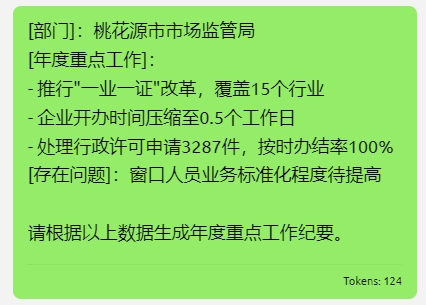 [部门]：桃花源市市场监管局
[年度重点工作]：
- 推行"一业一证"改革，覆盖15个行业
- 企业开办时间压缩至0.5个工作日
- 处理行政许可申请3287件，按时办结率100%
[存在问题]：窗口人员业务标准化程度待提高
请根据以上数据生成年度重点工作纪要。
Tokens: 124